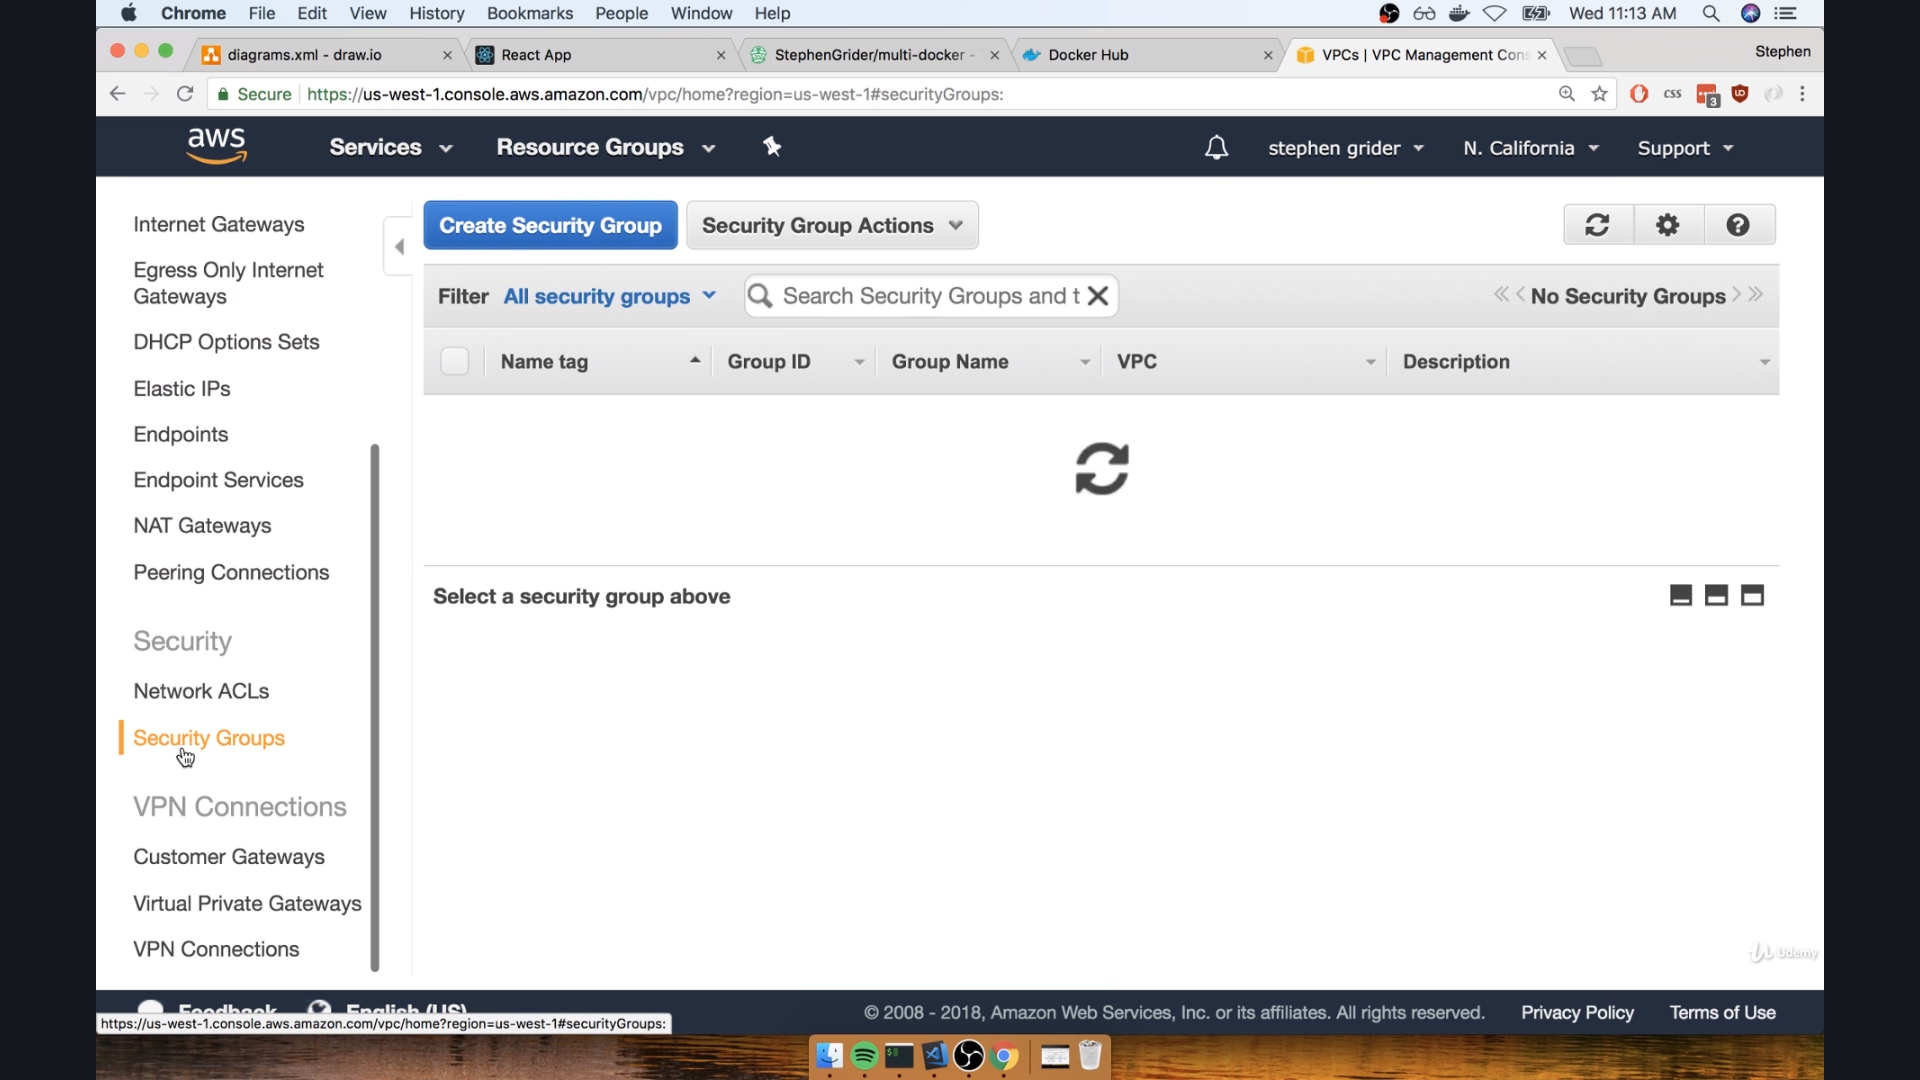 Chrome File Edit View History Bookmarks People Window Help Wed 11:13 AM
diagrams.xml - draw.io React App StephenGrider/multi-docker - Docker Hub VPCs | VPC Management Cons Stephen
Secure https://us-west-1.console.aws.amazon.com/vpc/home?region=us-west-1#securityGroups: css 3
aws Services Resource Groups stephen grider N. California Support
Internet Gateways
Egress Only Internet
Gateways
DHCP Options Sets
Elastic IPs
Endpoints
Endpoint Services
NAT Gateways
Peering Connections
Security
Network ACLs
Security Groups
VPN Connections
Customer Gateways
Virtual Private Gateways
VPN Connections
Create Security Group Security Group Actions
Filter All security groups Search Security Groups and t No Security Groups
Name tag Group ID Group Name VPC Description
Select a security group above
Udemy
Feedback English (US) © 2008 - 2018, Amazon Web Services, Inc. or its affiliates. All rights reserved. Privacy Policy Terms of Use
https://us-west-1.console.aws.amazon.com/vpc/home?region=us-west-1#securityGroups: